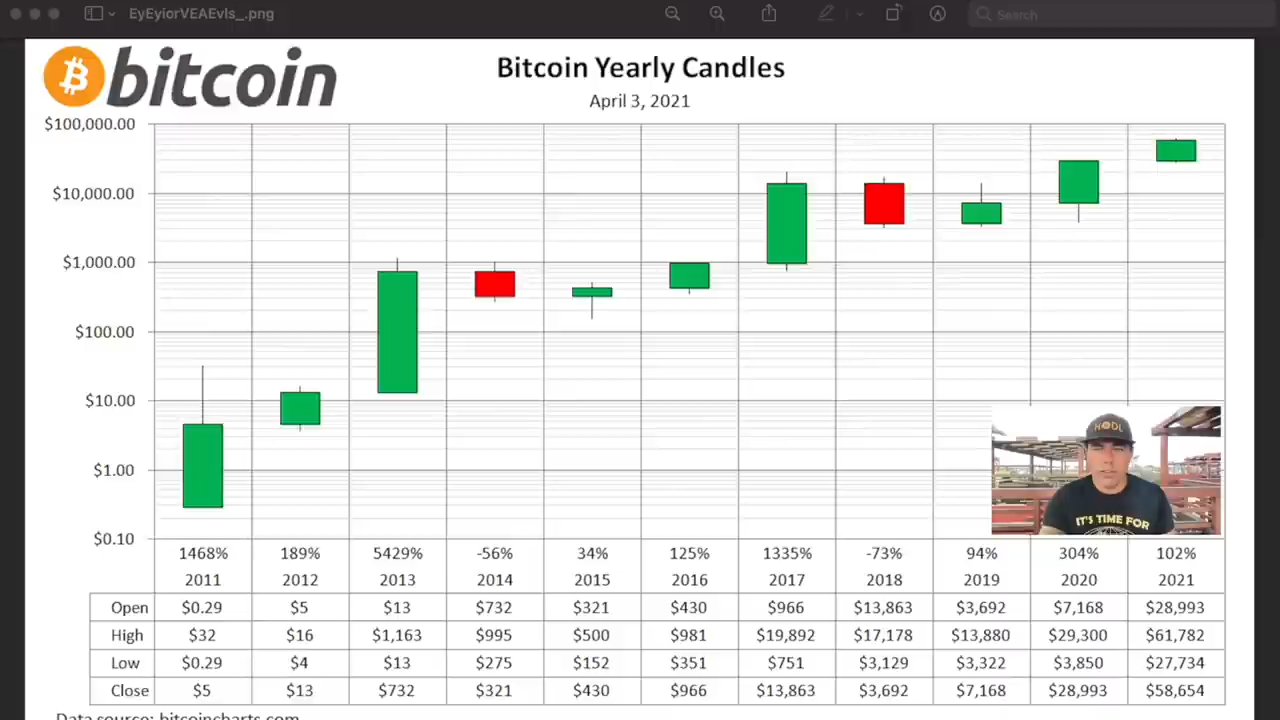 EyEyiorVEAEvls_.png
Search
bitcoin
Bitcoin Yearly Candles
April 3, 2021
$100,000.00
$10,000.00
$1,000.00
$100.00
$10.00
$1.00
$0.10
HODL
IT'S TIME FOR
1468% 189% 5429% -56% 34% 125% 1335% -73% 94% 304% 102%
2011 2012 2013 2014 2015 2016 2017 2018 2019 2020 2021
Open $0.29 $5 $13 $732 $321 $430 $966 $13,863 $3,692 $7,168 $28,993
High $32 $16 $1,163 $995 $500 $981 $19,892 $17,178 $13,880 $29,300 $61,782
Low $0.29 $4 $13 $275 $152 $351 $751 $3,129 $3,322 $3,850 $27,734
Close $5 $13 $732 $321 $430 $966 $13,863 $3,692 $7,168 $28,993 $58,654
Data source: bitcoincharts.com